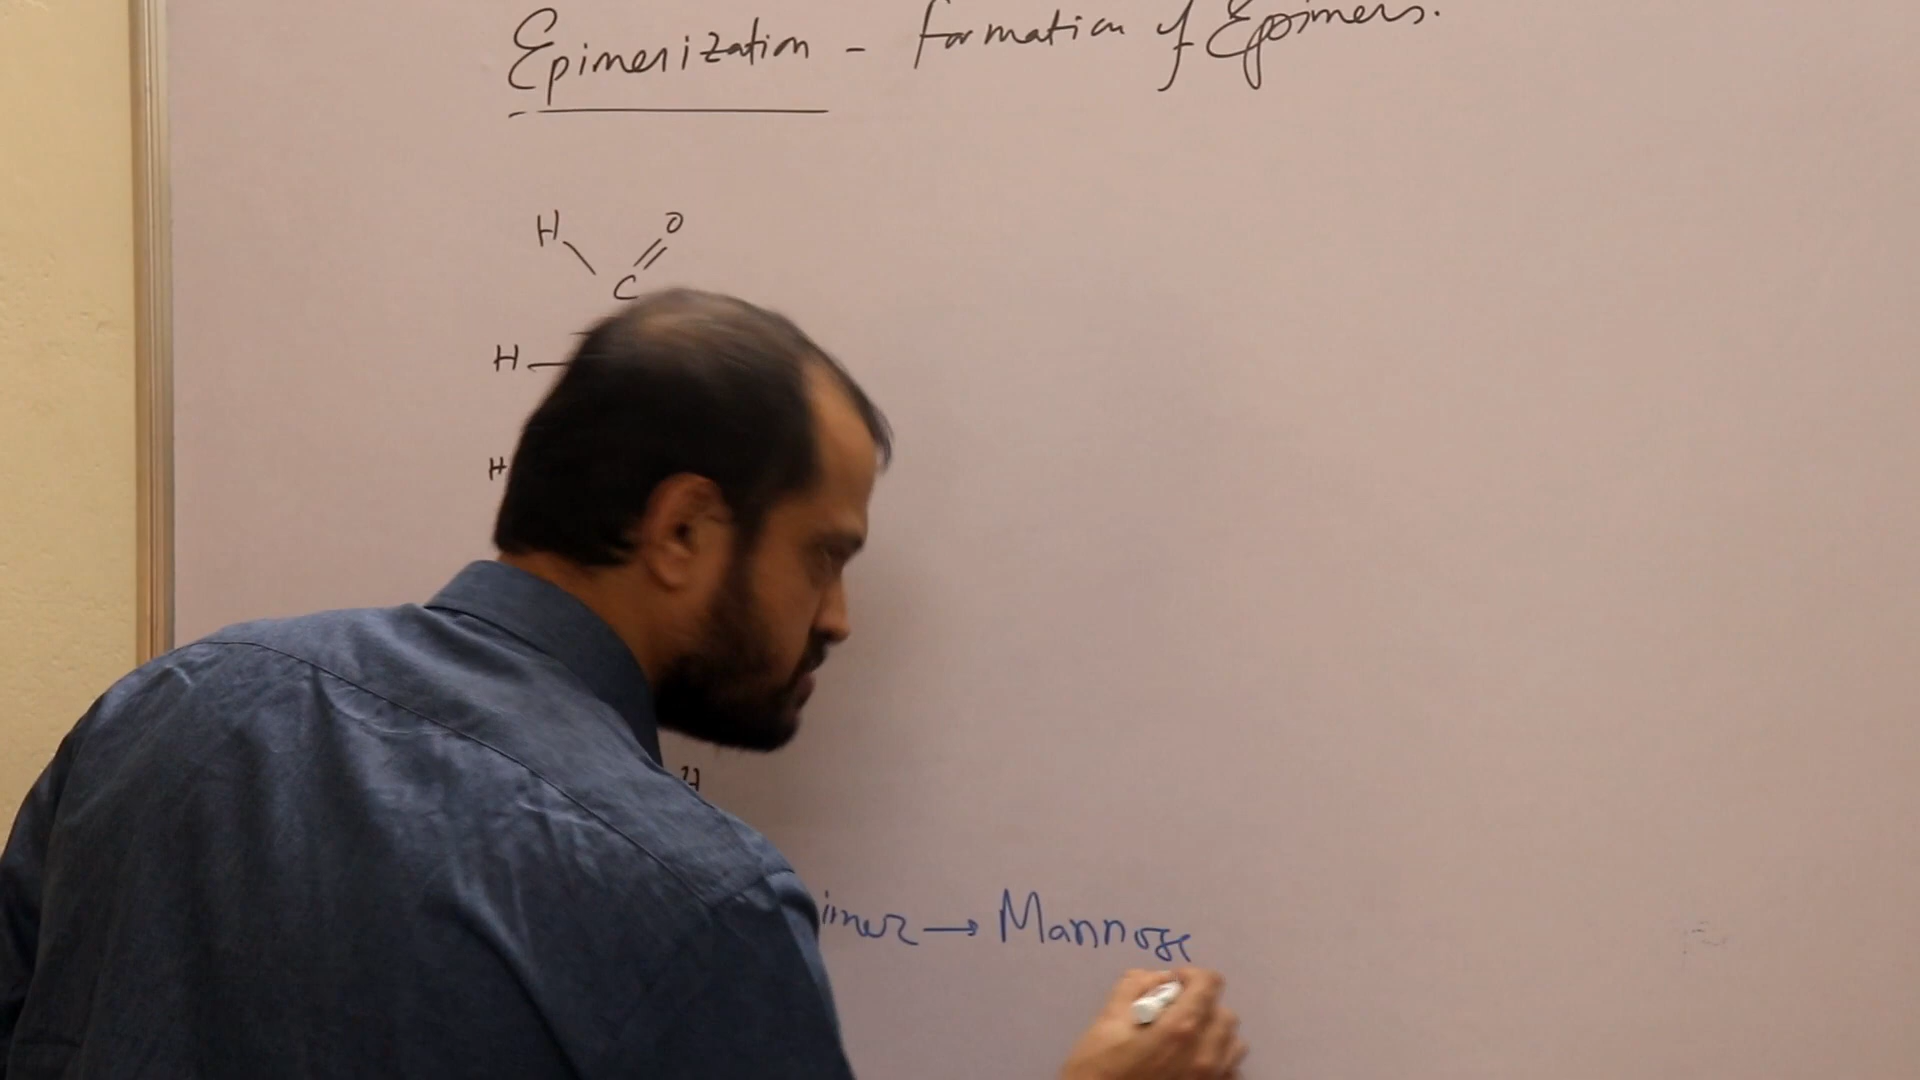 Epimerization - formation of Epimers.
H O
C
H
H
H
imer → Mannose